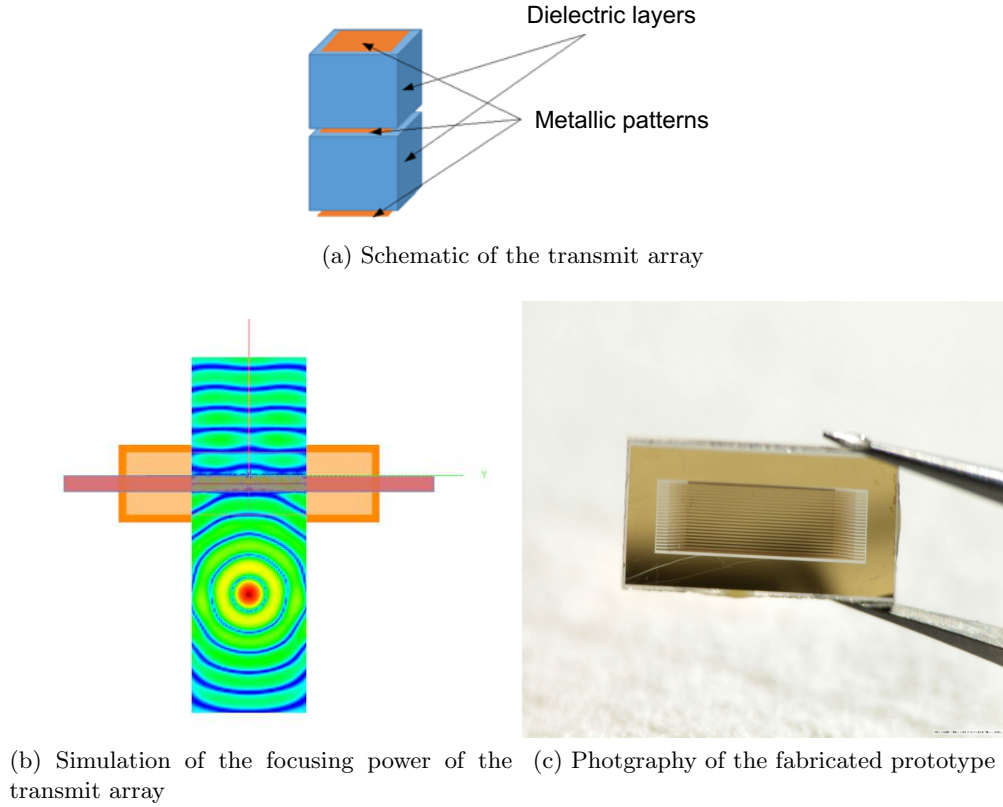 Dielectric layers
Metallic patterns
(a) Schematic of the transmit array
Y
(b) Simulation of the focusing power of the
transmit array
(c) Photgraphy of the fabricated prototype